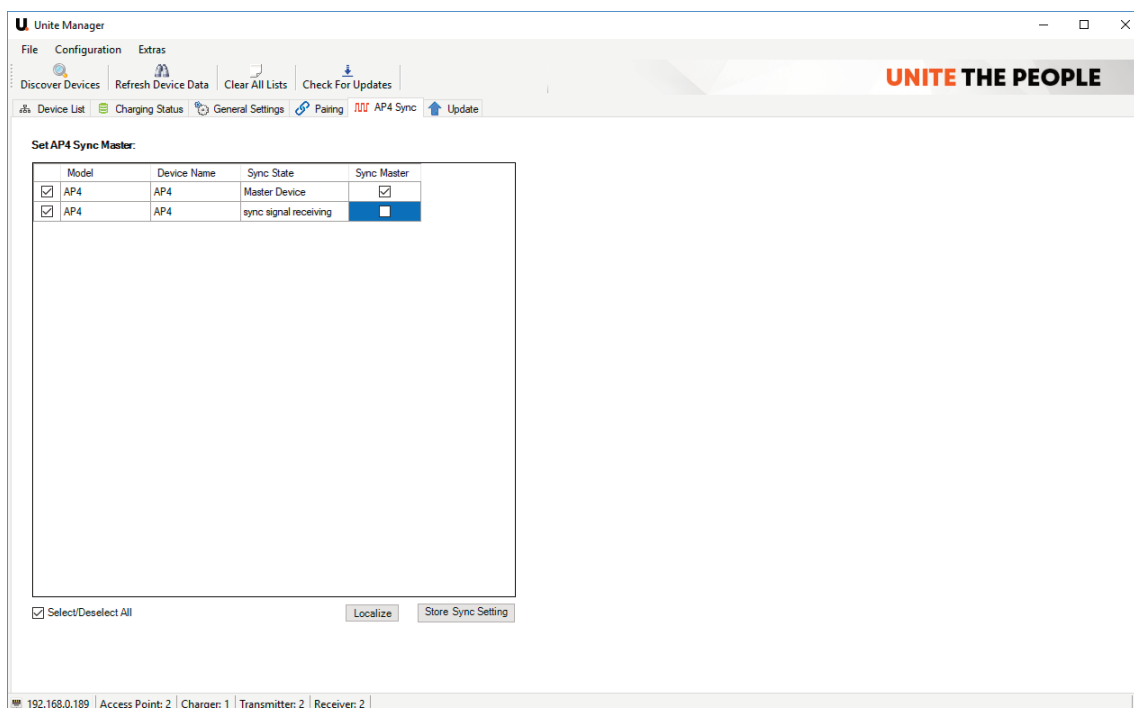 Unite Manager
File Configuration Extras
Discover Devices Refresh Device Data Clear All Lists Check For Updates
UNITE THE PEOPLE
Device List Charging Status General Settings Pairing AP4 Sync Update
Set AP4 Sync Master:
Model Device Name Sync State Sync Master
AP4 AP4 Master Device
AP4 AP4 sync signal receiving
Select/Deselect All Localize Store Sync Setting
192.168.0.189 Access Point: 2 Charger: 1 Transmitter: 2 Receiver: 2